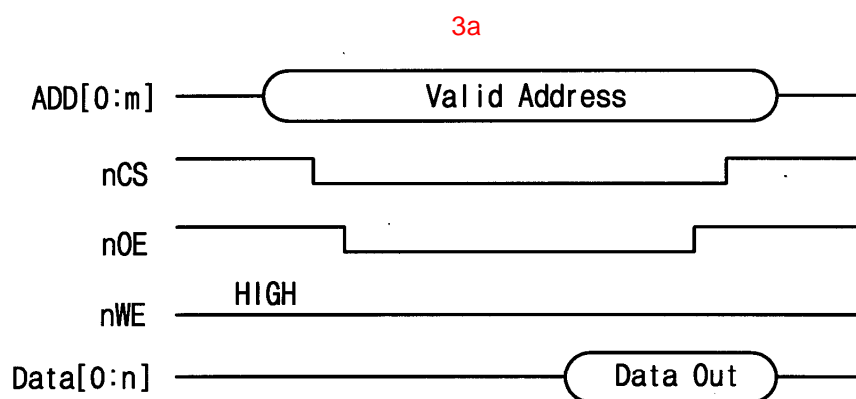 3a
ADD[0:m] Valid Address
nCS
nOE
nWE HIGH
Data[0:n] Data Out